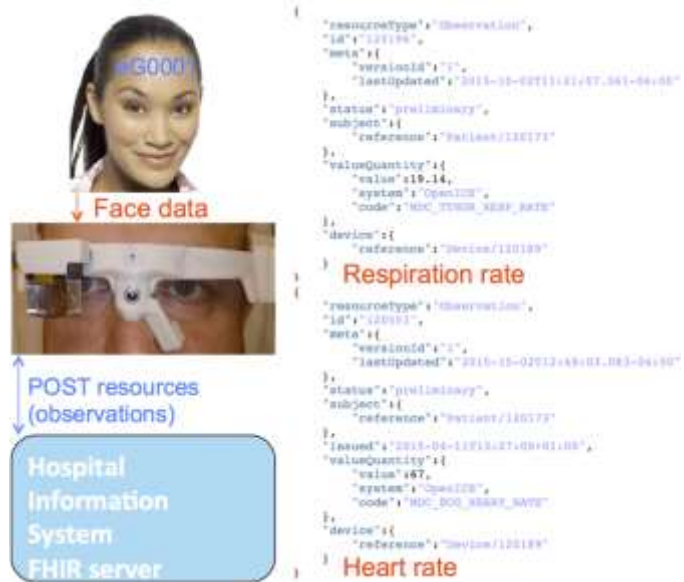 Face data
POST resources
(observations)
Hospital
Information
System
FHIR server
{
"resourceType":"Observation",
"meta":{
"versionId":"1",
},
"status":"preliminary",
"subject":{
"reference":"Patient/120173"
},
"valueQuantity":{
"value":19.14,
"system":"OpenICE",
},
"device":{
"reference":"Device/120189"
}
}
Respiration rate
{
"resourceType":"Observation",
"meta":{
"versionId":"1",
},
"status":"preliminary",
"subject":{
"reference":"Patient/120173"
},
"valueQuantity":{
"value":67,
"system":"OpenICE",
},
"device":{
"reference":"Device/120189"
}
}
Heart rate